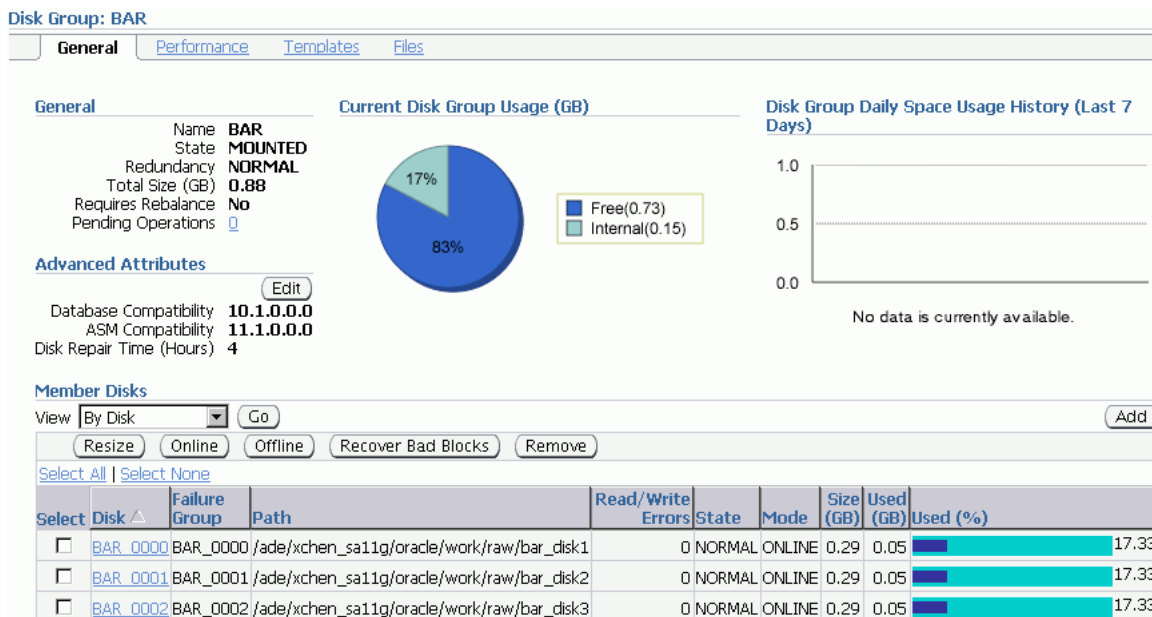 Disk Group: BAR
General Performance Templates Files
General
Name BAR
State MOUNTED
Redundancy NORMAL
Total Size (GB) 0.88
Requires Rebalance No
Pending Operations 0
Advanced Attributes
Edit
Database Compatibility 10.1.0.0.0
ASM Compatibility 11.1.0.0.0
Disk Repair Time (Hours) 4
Current Disk Group Usage (GB)
17%
83%
Free(0.73)
Internal(0.15)
Disk Group Daily Space Usage History (Last 7
Days)
1.0
0.5
0.0
No data is currently available.
Member Disks
View By Disk Go Add
Resize Online Offline Recover Bad Blocks Remove
Select All | Select None
Select Disk Failure Group Path Read/Write Errors State Mode Size (GB) Used (GB) Used (%)
BAR_0000 BAR_0000 /ade/xchen_sa11g/oracle/work/raw/bar_disk1 0 NORMAL ONLINE 0.29 0.05 17.33
BAR_0001 BAR_0001 /ade/xchen_sa11g/oracle/work/raw/bar_disk2 0 NORMAL ONLINE 0.29 0.05 17.33
BAR_0002 BAR_0002 /ade/xchen_sa11g/oracle/work/raw/bar_disk3 0 NORMAL ONLINE 0.29 0.05 17.33